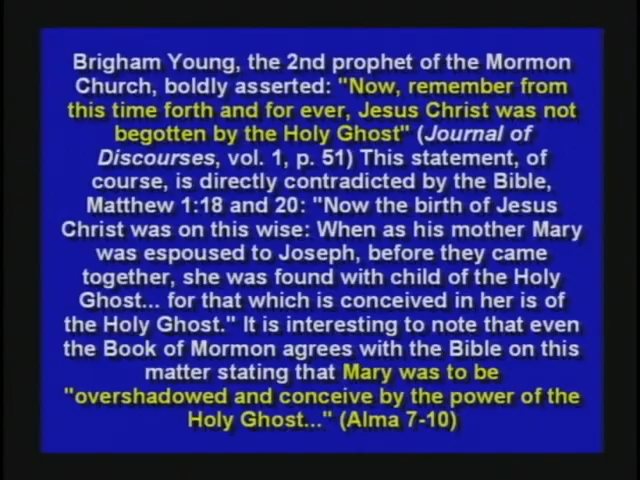 Brigham Young, the 2nd prophet of the Mormon
Church, boldly asserted: "Now, remember from
this time forth and for ever, Jesus Christ was not
begotten by the Holy Ghost" (Journal of
Discourses, vol. 1, p. 51) This statement, of
course, is directly contradicted by the Bible,
Matthew 1:18 and 20: "Now the birth of Jesus
Christ was on this wise: When as his mother Mary
was espoused to Joseph, before they came
together, she was found with child of the Holy
Ghost... for that which is conceived in her is of
the Holy Ghost." It is interesting to note that even
the Book of Mormon agrees with the Bible on this
matter stating that Mary was to be
"overshadowed and conceive by the power of the
Holy Ghost..." (Alma 7-10)